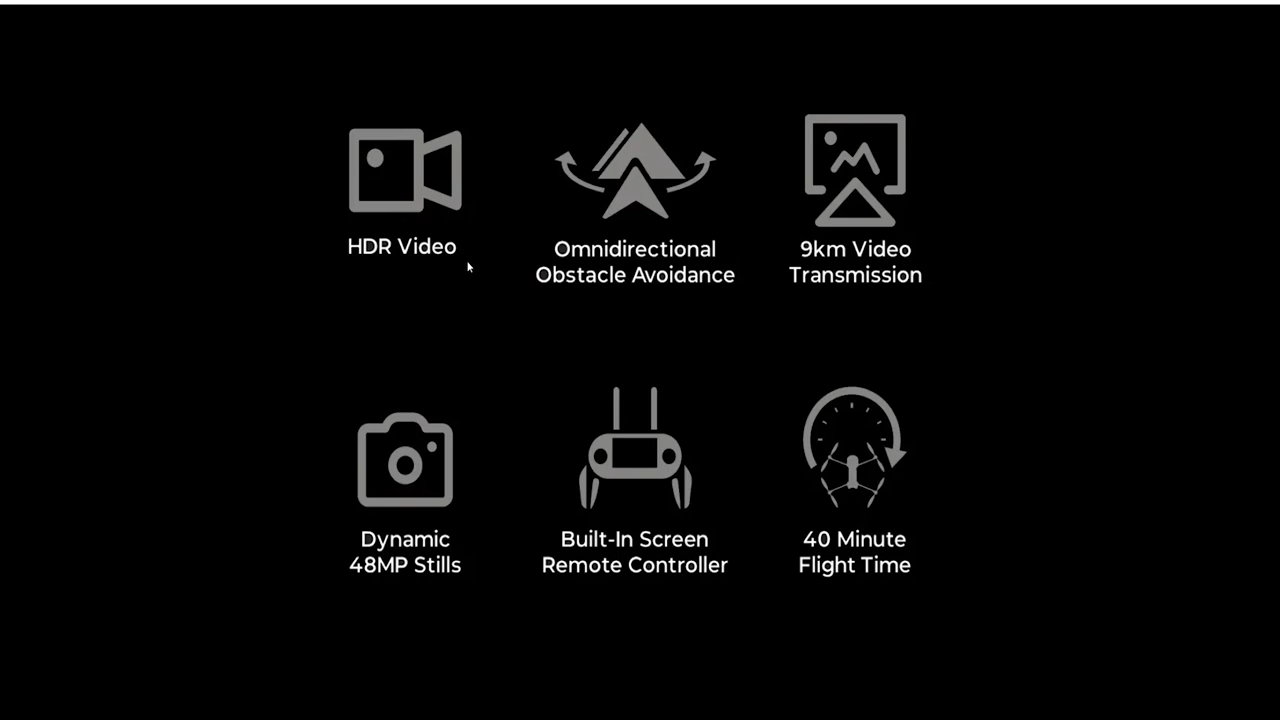 HDR Video
Omnidirectional
Obstacle Avoidance
9km Video
Transmission
Dynamic
48MP Stills
Built-In Screen
Remote Controller
40 Minute
Flight Time